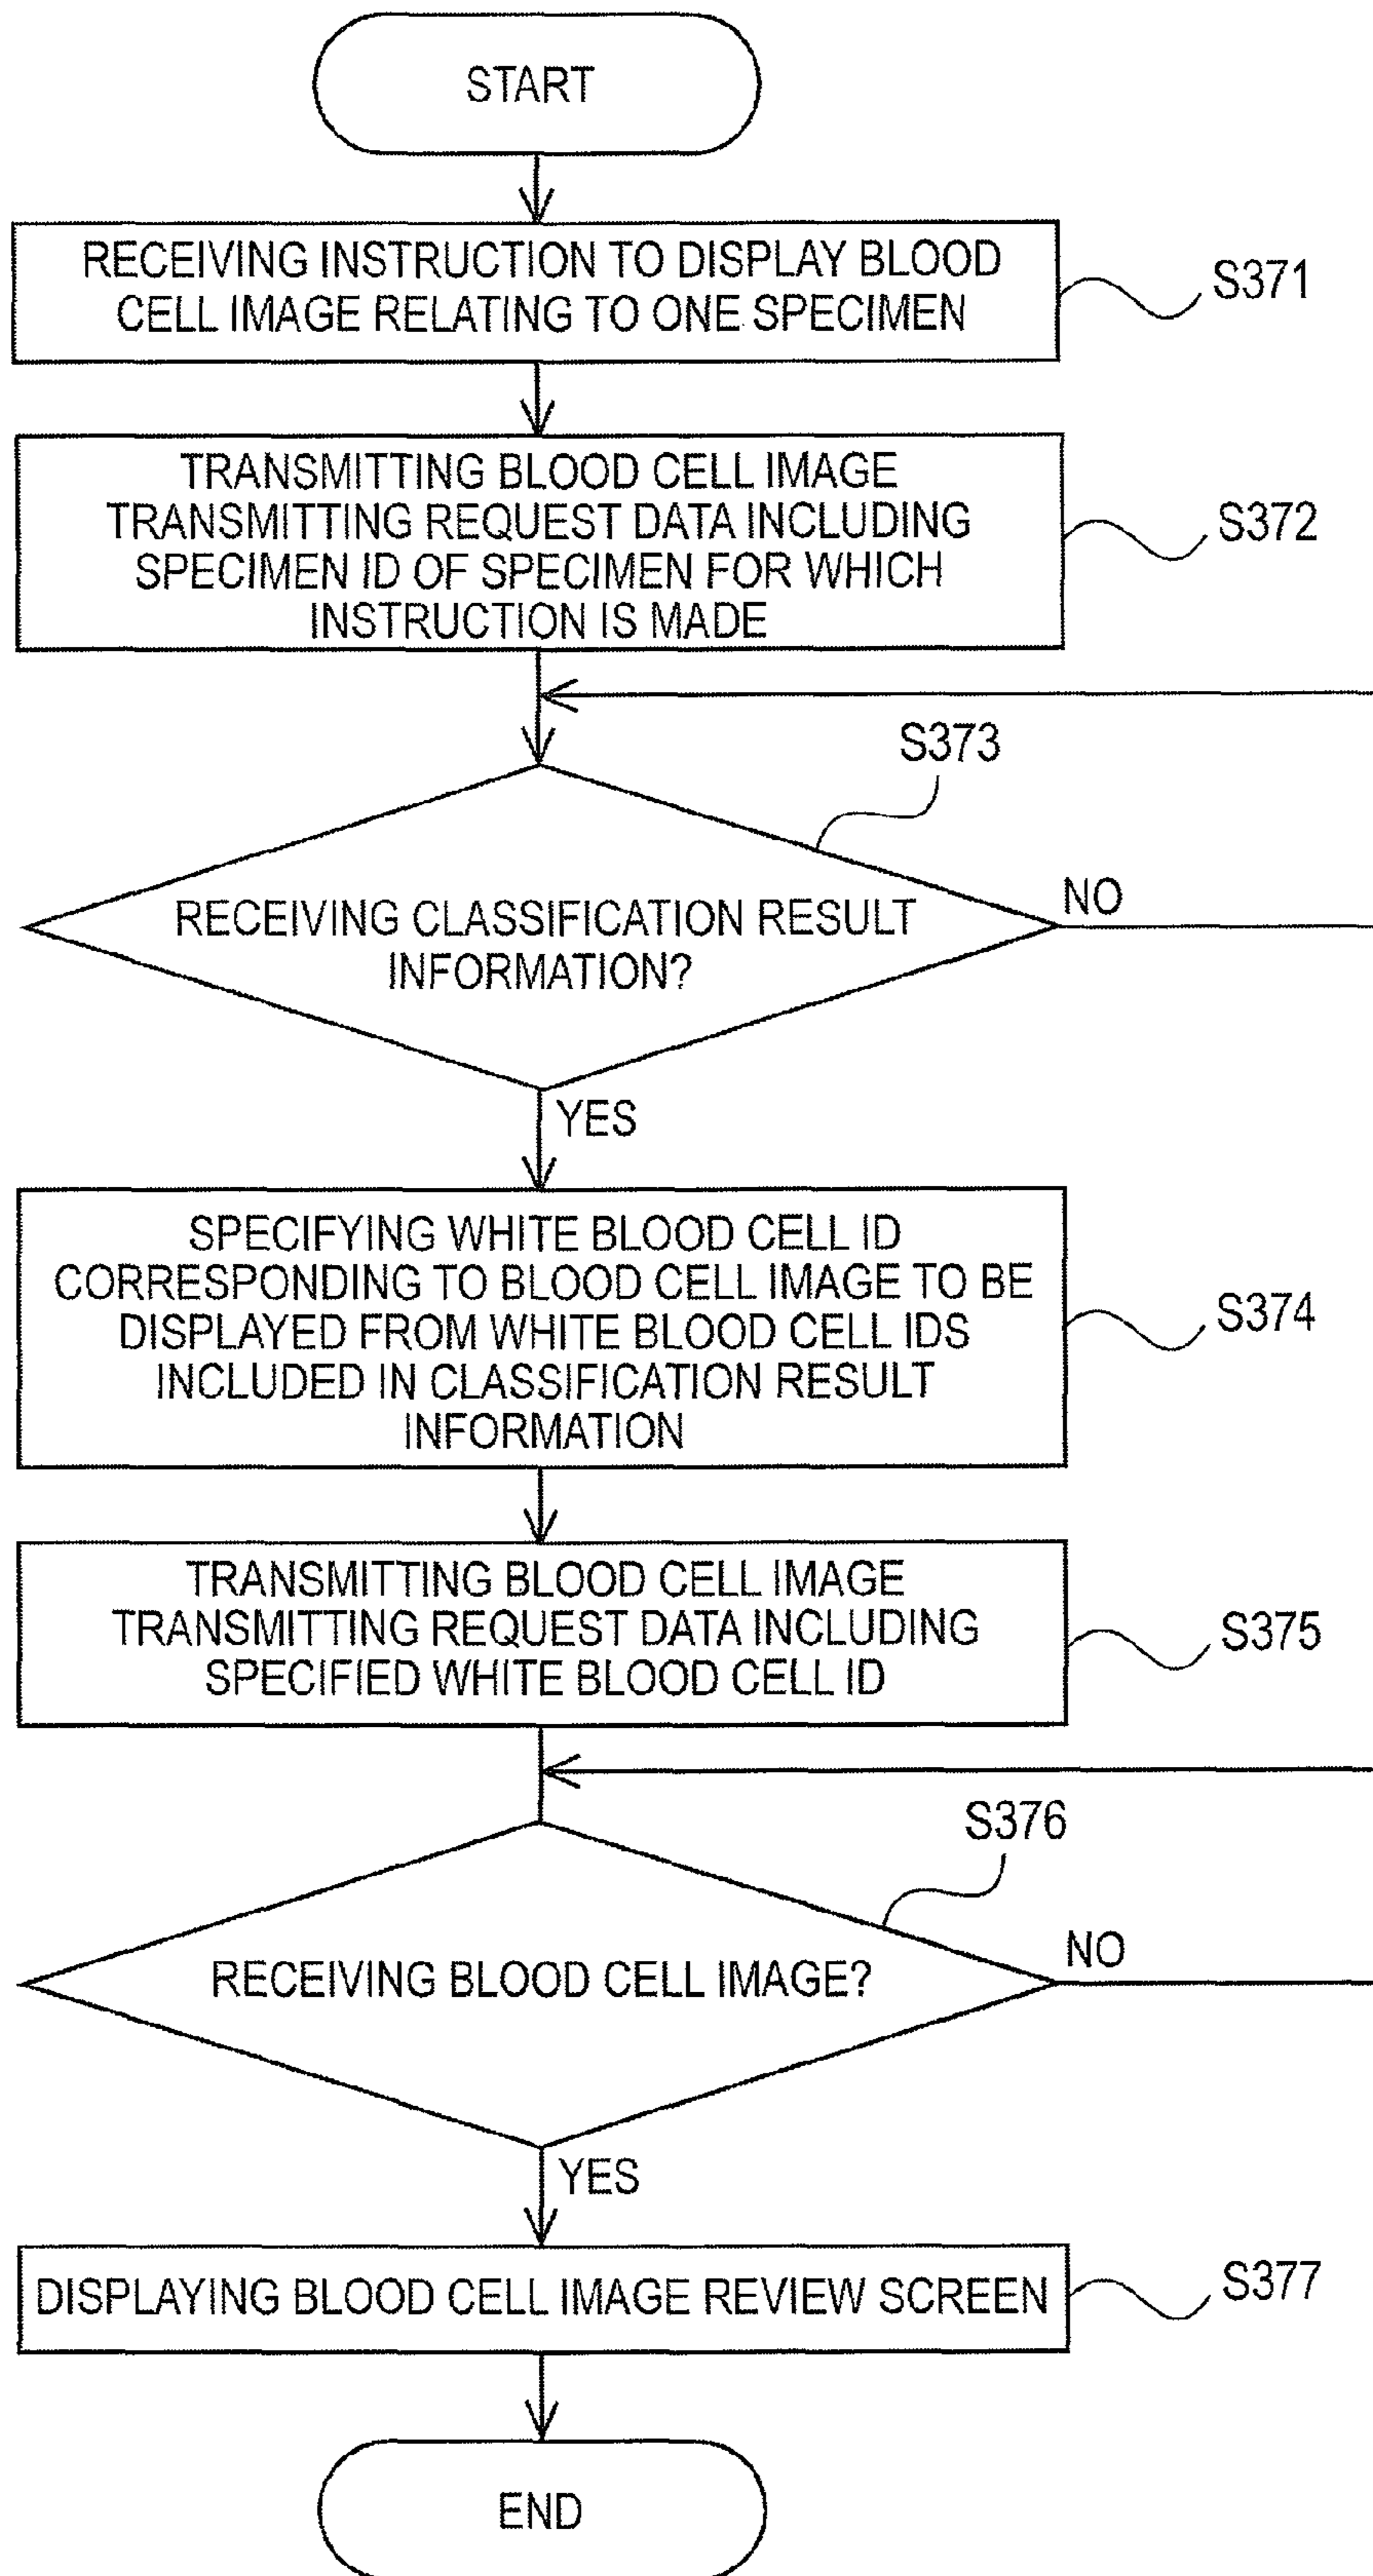 START
RECEIVING INSTRUCTION TO DISPLAY BLOOD
CELL IMAGE RELATING TO ONE SPECIMEN
S371
TRANSMITTING BLOOD CELL IMAGE
TRANSMITTING REQUEST DATA INCLUDING
SPECIMEN ID OF SPECIMEN FOR WHICH
INSTRUCTION IS MADE
S372
S373
RECEIVING CLASSIFICATION RESULT
INFORMATION?
NO
YES
SPECIFYING WHITE BLOOD CELL ID
CORRESPONDING TO BLOOD CELL IMAGE TO BE
DISPLAYED FROM WHITE BLOOD CELL IDS
INCLUDED IN CLASSIFICATION RESULT
INFORMATION
S374
TRANSMITTING BLOOD CELL IMAGE
TRANSMITTING REQUEST DATA INCLUDING
SPECIFIED WHITE BLOOD CELL ID
S375
S376
RECEIVING BLOOD CELL IMAGE?
NO
YES
DISPLAYING BLOOD CELL IMAGE REVIEW SCREEN
S377
END